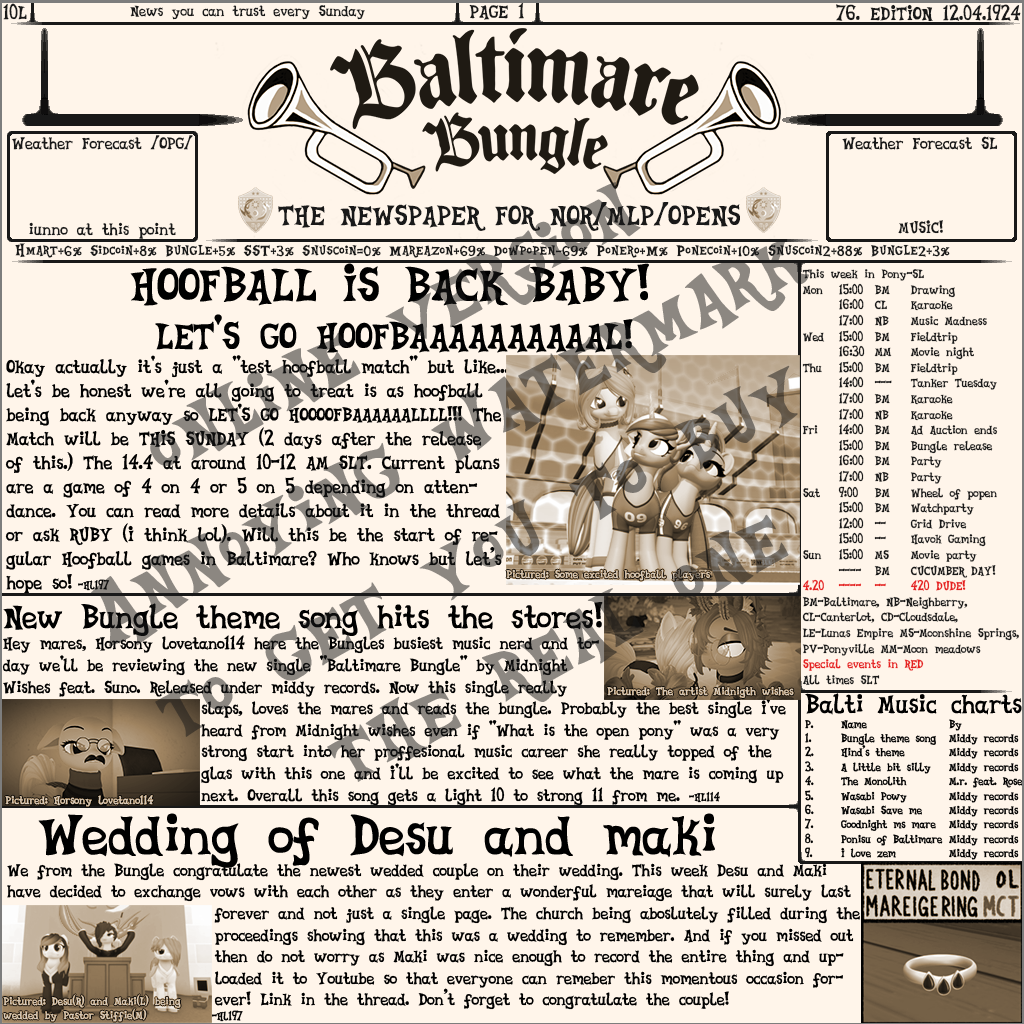 10L
News you can trust every Sunday
PAGE 1
76. EDITION 12.04.1924
Baltimare
Bungle
Weather Forecast /OPG/
iunno at this point
Weather Forecast SL
MUSIC!
THE NEWSPAPER FOR NOR/MLP/OPENS
HMART+6% SIDCOIN+8% BUNGLE+5% SST+3% SNUSCOIN=0% MAREAZON+69% DOWPOPEN-69% PONERO+M% PONECOIN+10% SNUSCOIN2+88% BUNGLE2+3%
HOOFBALL iS BACK BABY!
LET'S GO HOOFBAAAAAAAAAAL!
Okay actually it's just a "test hoofball match" but like...
Let's be honest we're all going to treat is as hoofball
being back anyway so LET'S GO HOOOOFBAAAAAALLLL!!! The
Match will be THIS SUNDAY (2 days after the release
of this.) The 14.4 at around 10-12 AM SLT. Current plans
are a game of 4 on 4 or 5 on 5 depending on atten-
dance. You can read more details about it in the thread
or ask RUBY (i think lol). Will this be the start of re-
gular Hoofball games in Baltimare? Who knows but let's
hope so! -HL197
Pictured: Some excited hoofball players
This week in Pony-SL
Mon 15:00 BM Drawing
16:00 CL Karaoke
17:00 NB Music Madness
Wed 15:00 BM Fieldtrip
16:30 MM Movie night
Thu 15:00 BM Fieldtrip
14:00 ---- Tanker Tuesday
17:00 BM Karaoke
17:00 NB Karaoke
Fri 14:00 BM Ad Auction ends
15:00 BM Bungle release
16:00 BM Party
17:00 NB Party
Sat 9:00 BM Wheel of popen
15:00 BM Watchparty
12:00 -- Grid Drive
15:00 -- Havok Gaming
Sun 15:00 MS Movie party
---- BM CUCUMBER DAY!
4.20 ---- -- 420 DUDE!
BM-Baltimare, NB-Neighberry,
CL-Canterlot, CD-Cloudsdale,
LE-Lunas Empire MS-Moonshine Springs,
PV-Ponyville MM-Moon meadows
Special events in RED
All times SLT
New Bungle theme song hits the stores!
Hey mares, Horsony lovetano114 here the Bungles busiest music nerd and to-
day we'll be reviewing the new single "Baltimare Bungle" by Midnight
Wishes feat. Suno. Released under middy records. Now this single really
slaps, loves the mares and reads the bungle. Probably the best single i've
heard from Midnight wishes even if "What is the open pony" was a very
strong start into her proffesional music career she really topped of the
glas with this one and i'll be excited to see what the mare is coming up
next. Overall this song gets a light 10 to strong 11 from me. -HL114
Pictured: The artist Midnigth wishes
Pictured: Horsony lovetano114
Balti Music charts
P. Name By
1. Bungle theme song Middy records
2. Hind's theme Middy records
3. A little bit silly Middy records
4. The Monolith M.r. feat. Rose
5. Wasabi Powy Middy records
6. Wasabi Save me Middy records
7. Goodnight ms mare Middy records
8. Ponisu of Baltimare Middy records
9. i love zem Middy records
Wedding of Desu and maki
We from the Bungle congratulate the newest wedded couple on their wedding. This week Desu and Maki
have decided to exchange vows with each other as they enter a wonderful mareiage that will surely last
forever and not just a single page. The church being aboslutely filled during the
proceedings showing that this was a wedding to remember. And if you missed out
then do not worry as Maki was nice enough to record the entire thing and up-
loaded it to Youtube so that everyone can remeber this momentous occasion for-
ever! Link in the thread. Don't forget to congratulate the couple!
-HL197
Pictured: Desu(R) and Maki(L) being
wedded by Pastor Stiffie(M)
ETERNAL BOND OL
MAREIGERING MCT
ONLINE VERSION
ANNOYING WATERMARK
TO GET YOU TO BUY
THE REAL ONE